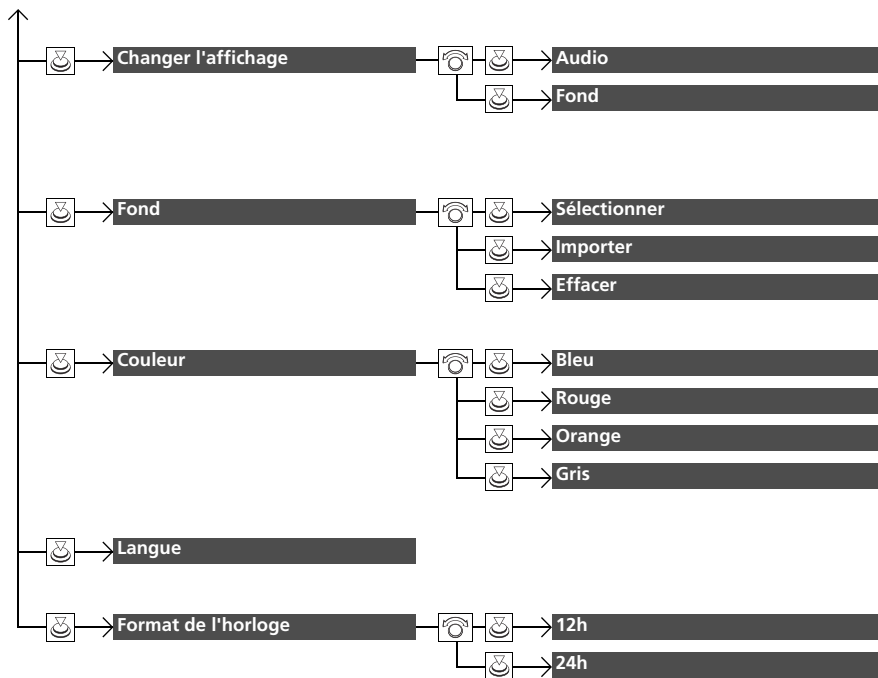 Changer l'affichage
Audio
Fond
Fond
Sélectionner
Importer
Effacer
Couleur
Bleu
Rouge
Orange
Gris
Langue
Format de l'horloge
12h
24h